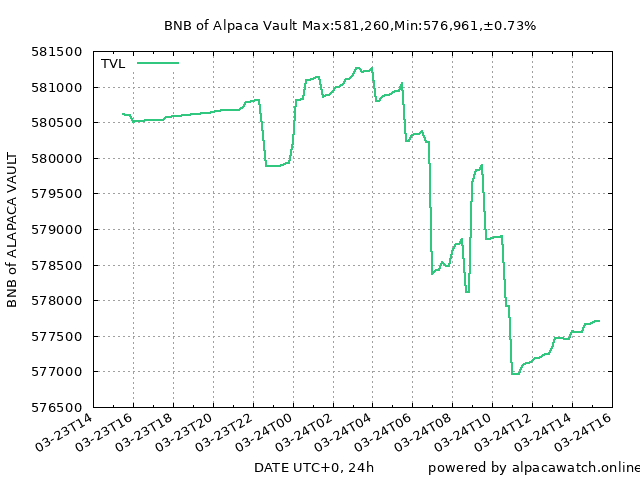 BNB of Alpaca Vault Max:581,260,Min:576,961,±0.73%
TVL
BNB of ALAPACA VAULT
581500
581000
580500
580000
579500
579000
578500
578000
577500
577000
576500
03-23T14
03-23T16
03-23T18
03-23T20
03-23T22
03-24T00
03-24T02
03-24T04
03-24T06
03-24T08
03-24T10
03-24T12
03-24T14
03-24T16
DATE UTC+0, 24h
powered by alpacawatch.online